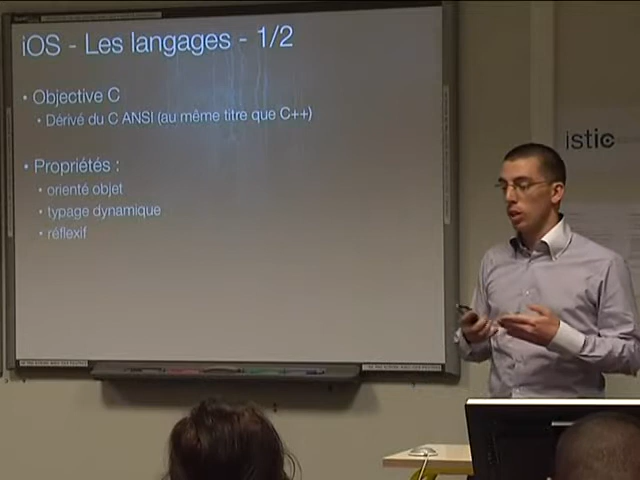 iOS - Les langages - 1/2
• Objective C
• Dérivé du C ANSI (au même titre que C++)
• Propriétés :
• orienté objet
• typage dynamique
• réflexif
istic